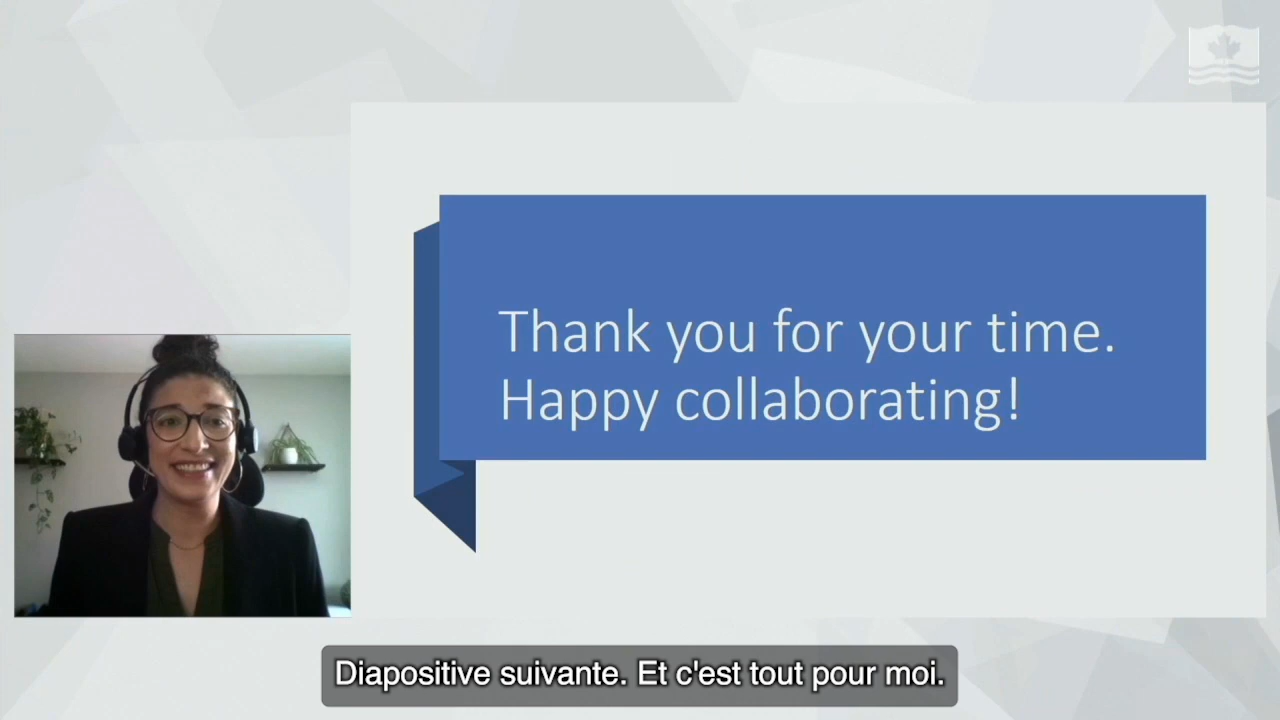 Thank you for your time.
Happy collaborating!
Diapositive suivante. Et c'est tout pour moi.